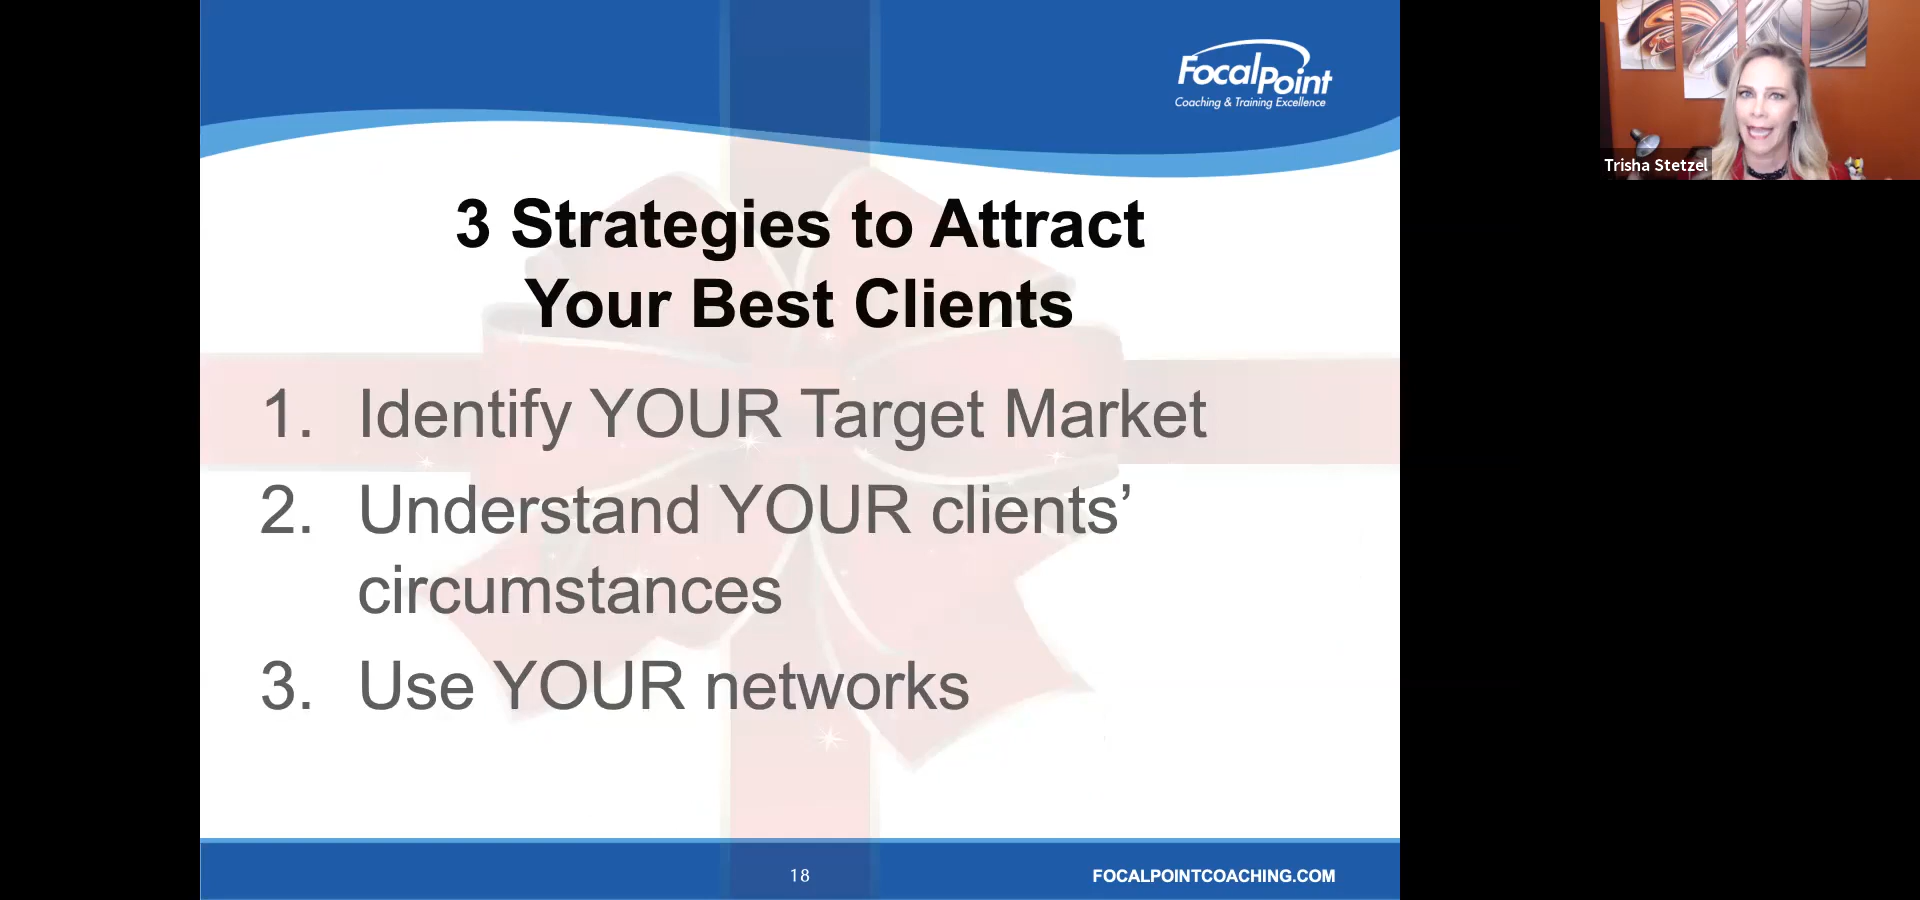 FocalPoint
Coaching & Training Excellence
Trisha Stetzel
3 Strategies to Attract
Your Best Clients
1. Identify YOUR Target Market
2. Understand YOUR clients’
circumstances
3. Use YOUR networks
18
FOCALPOINTCOACHING.COM